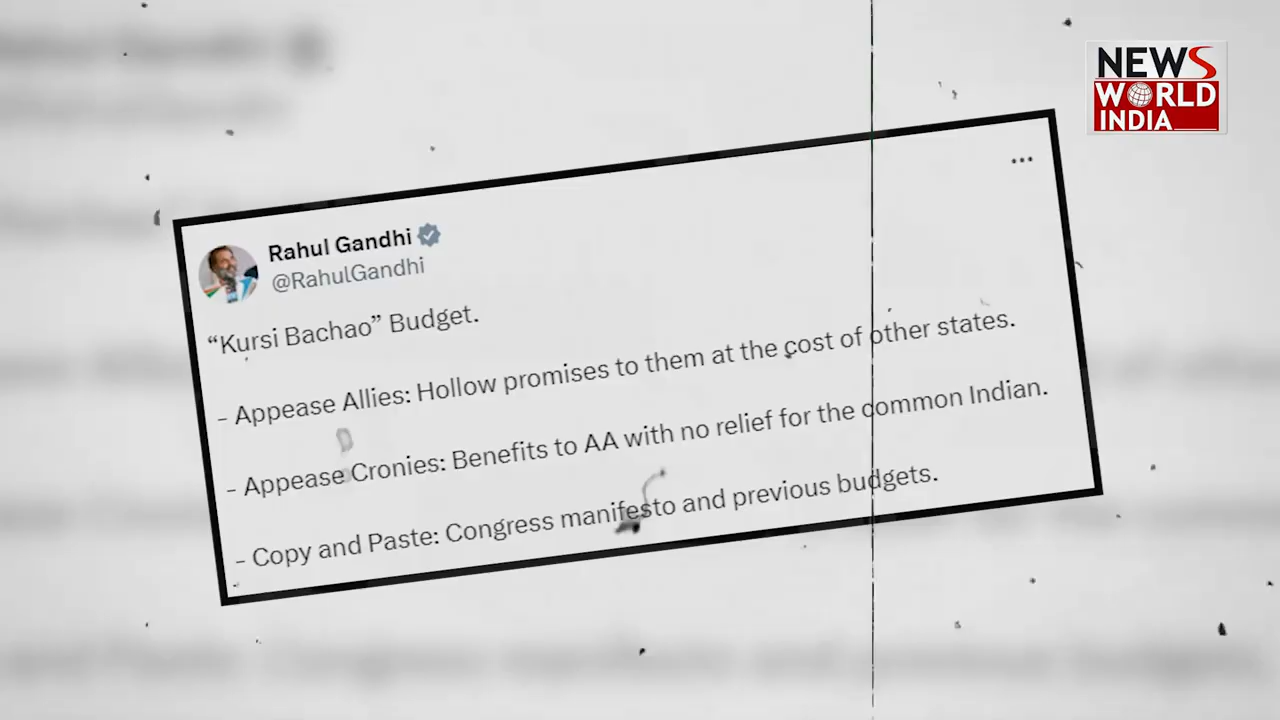 NEWS
WORLD
INDIA
...
Rahul Gandhi
@RahulGandhi
“Kursi Bachao” Budget.
- Appease Allies: Hollow promises to them at the cost of other states.
- Appease Cronies: Benefits to AA with no relief for the common Indian.
- Copy and Paste: Congress manifesto and previous budgets.